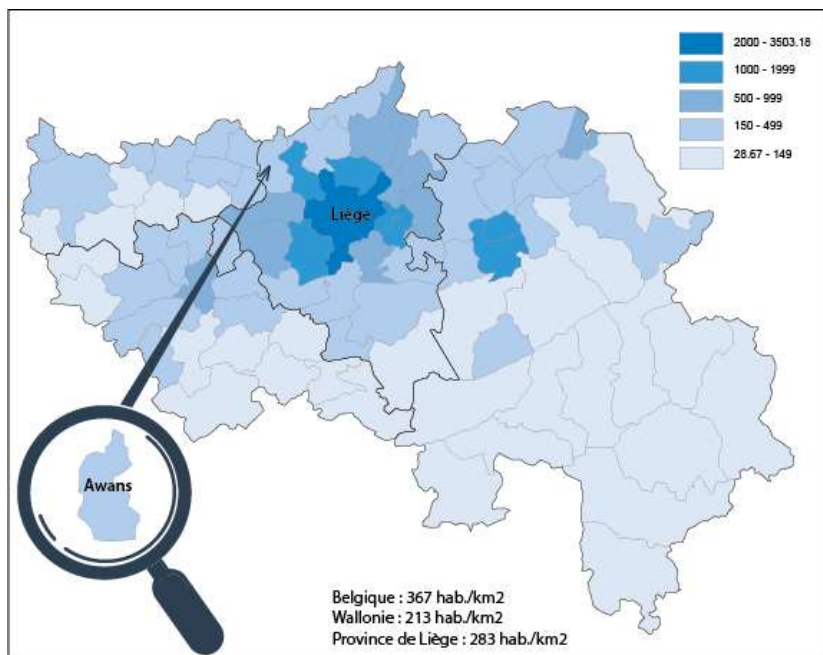 2000 - 3503.18
1000 - 1999
500 - 999
150 - 499
28.67 - 149
Liège
Awans
Belgique : 367 hab./km2
Wallonie : 213 hab./km2
Province de Liège : 283 hab./km2